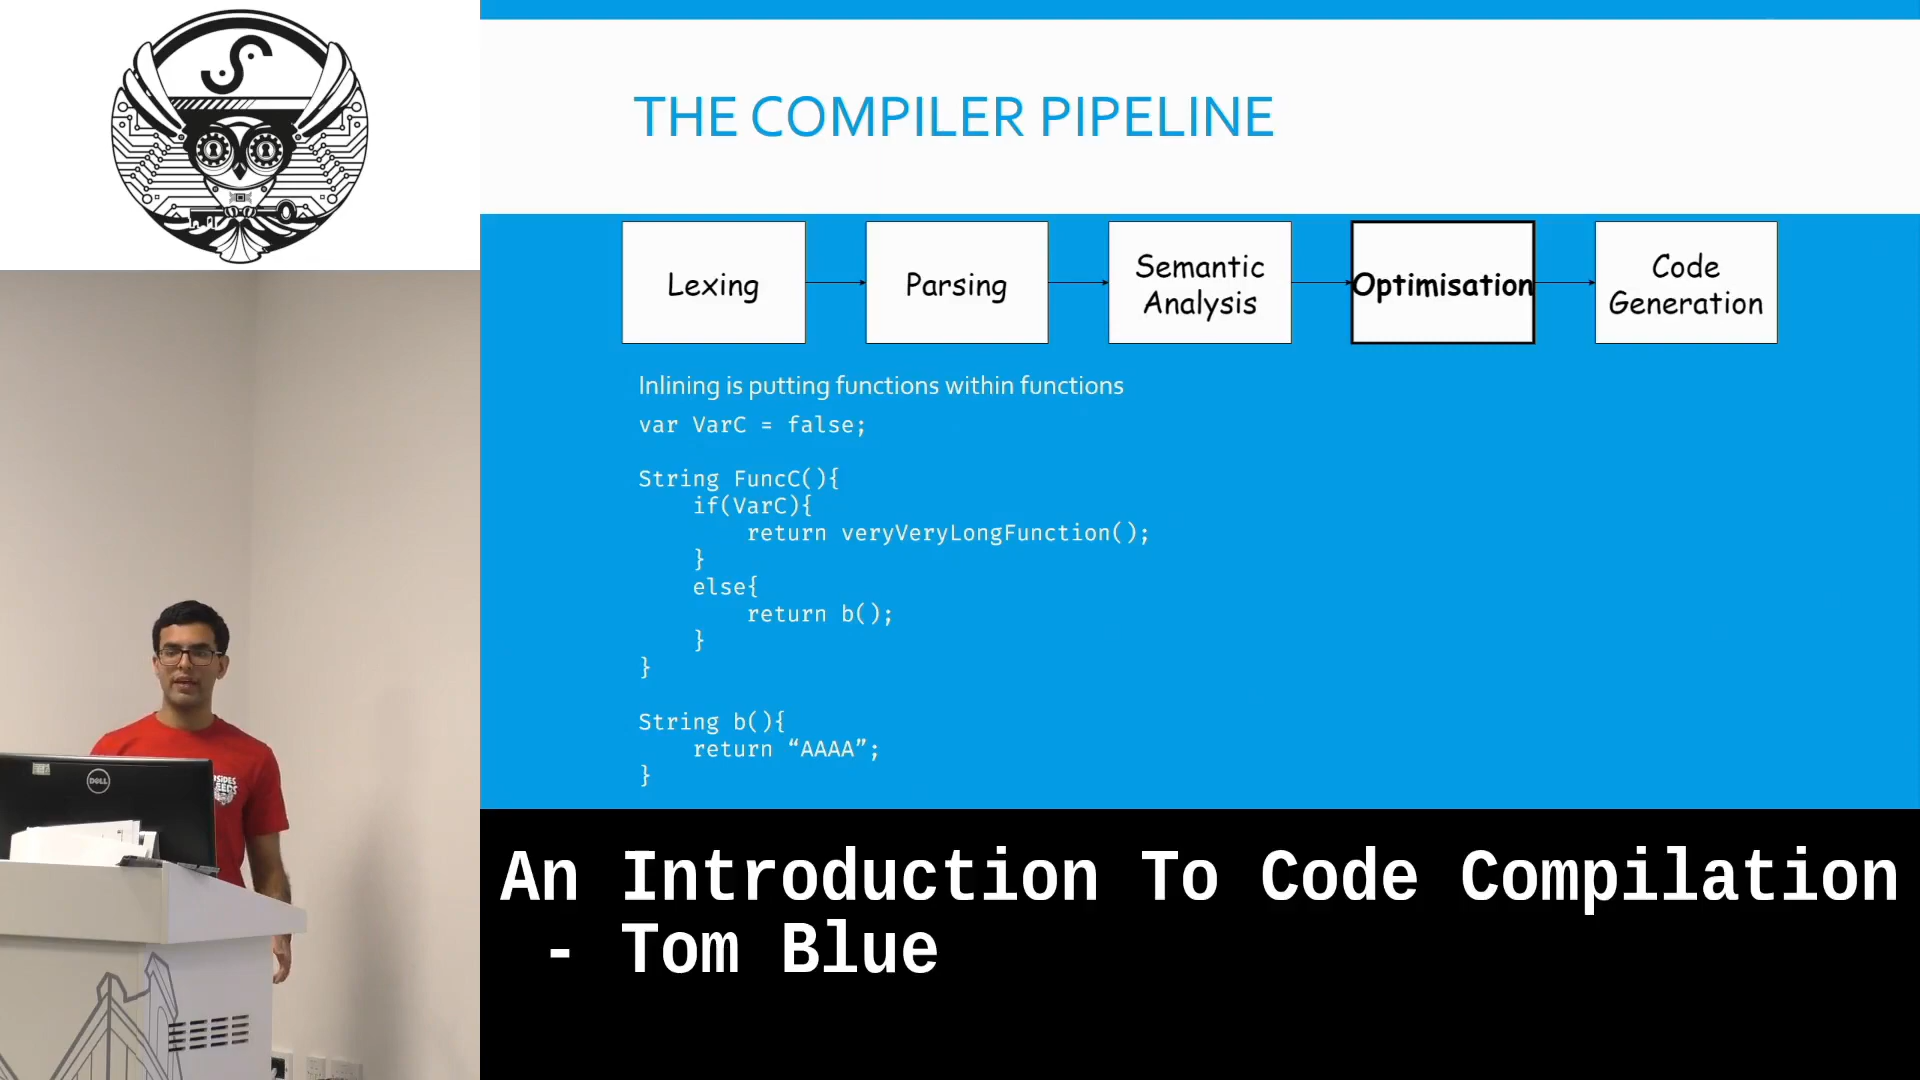 THE COMPILER PIPELINE
Lexing
Parsing
Semantic
Analysis
Optimisation
Code
Generation
Inlining is putting functions within functions
var VarC = false;
String FuncC(){
if(VarC){
return veryVeryLongFunction();
}
else{
return b();
}
}
String b(){
return “AAAA”;
}
DELL
An Introduction To Code Compilation
- Tom Blue